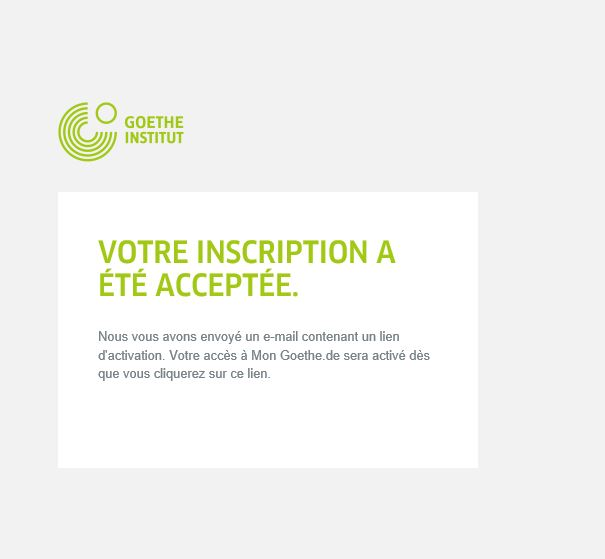 GOETHE
INSTITUT
VOTRE INSCRIPTION A
ÉTÉ ACCEPTÉE.
Nous vous avons envoyé un e-mail contenant un lien
d'activation. Votre accès à Mon Goethe.de sera activé dès
que vous cliquerez sur ce lien.